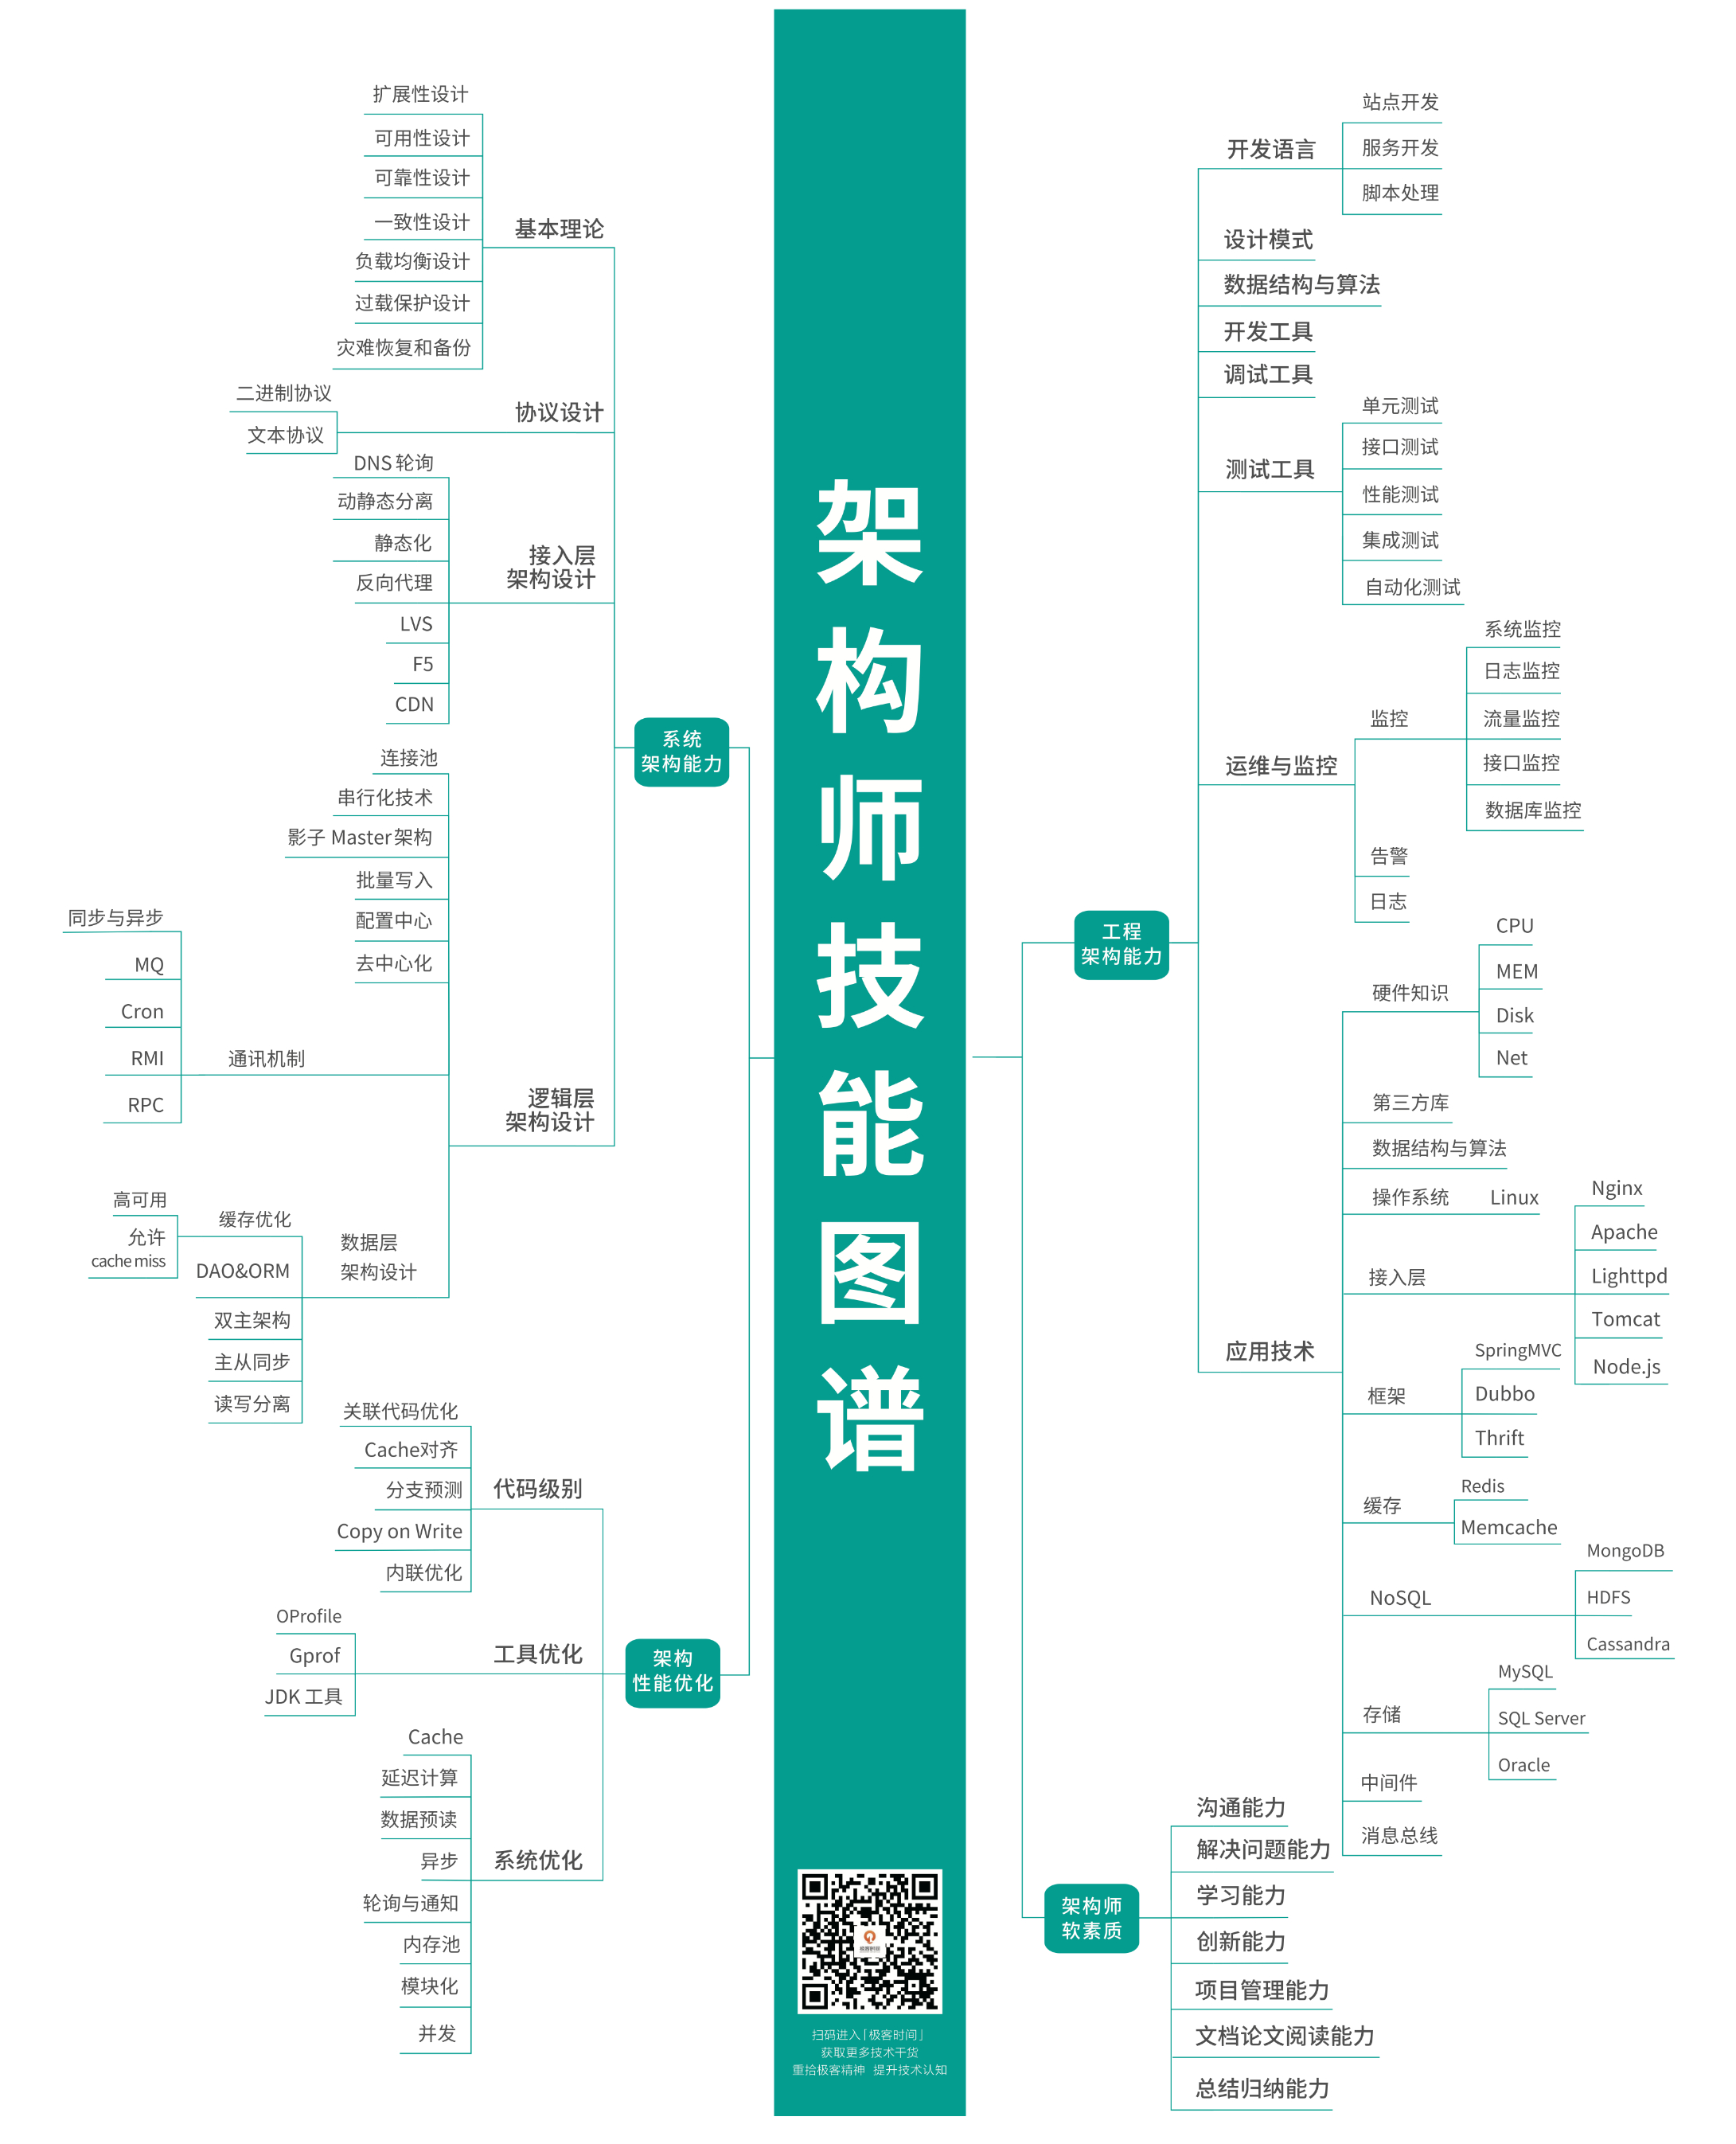 架构师技能图谱
系统
架构能力
基本理论
扩展性设计
可用性设计
可靠性设计
一致性设计
负载均衡设计
过载保护设计
灾难恢复和备份
协议设计
二进制协议
文本协议
接入层
架构设计
DNS 轮询
动静态分离
静态化
反向代理
LVS
F5
CDN
逻辑层
架构设计
连接池
串行化技术
影子 Master架构
批量写入
配置中心
去中心化
通讯机制
同步与异步
MQ
Cron
RMI
RPC
数据层
架构设计
缓存优化
高可用
允许
cache miss
DAO&ORM
双主架构
主从同步
读写分离
架构
性能优化
代码级别
关联代码优化
Cache对齐
分支预测
Copy on Write
内联优化
工具优化
OProfile
Gprof
JDK 工具
系统优化
Cache
延迟计算
数据预读
异步
轮询与通知
内存池
模块化
并发
工程
架构能力
开发语言
站点开发
服务开发
脚本处理
设计模式
数据结构与算法
开发工具
调试工具
测试工具
单元测试
接口测试
性能测试
集成测试
自动化测试
运维与监控
监控
系统监控
日志监控
流量监控
接口监控
数据库监控
告警
日志
应用技术
硬件知识
CPU
MEM
Disk
Net
第三方库
数据结构与算法
操作系统 Linux
接入层
Nginx
Apache
Lighttpd
Tomcat
Node.js
框架
SpringMVC
Dubbo
Thrift
缓存
Redis
Memcache
NoSQL
MongoDB
HDFS
Cassandra
存储
MySQL
SQL Server
Oracle
中间件
消息总线
架构师
软素质
沟通能力
解决问题能力
学习能力
创新能力
项目管理能力
文档论文阅读能力
总结归纳能力
极客时间
扫码进入「极客时间」
获取更多技术干货
重拾极客精神 提升技术认知